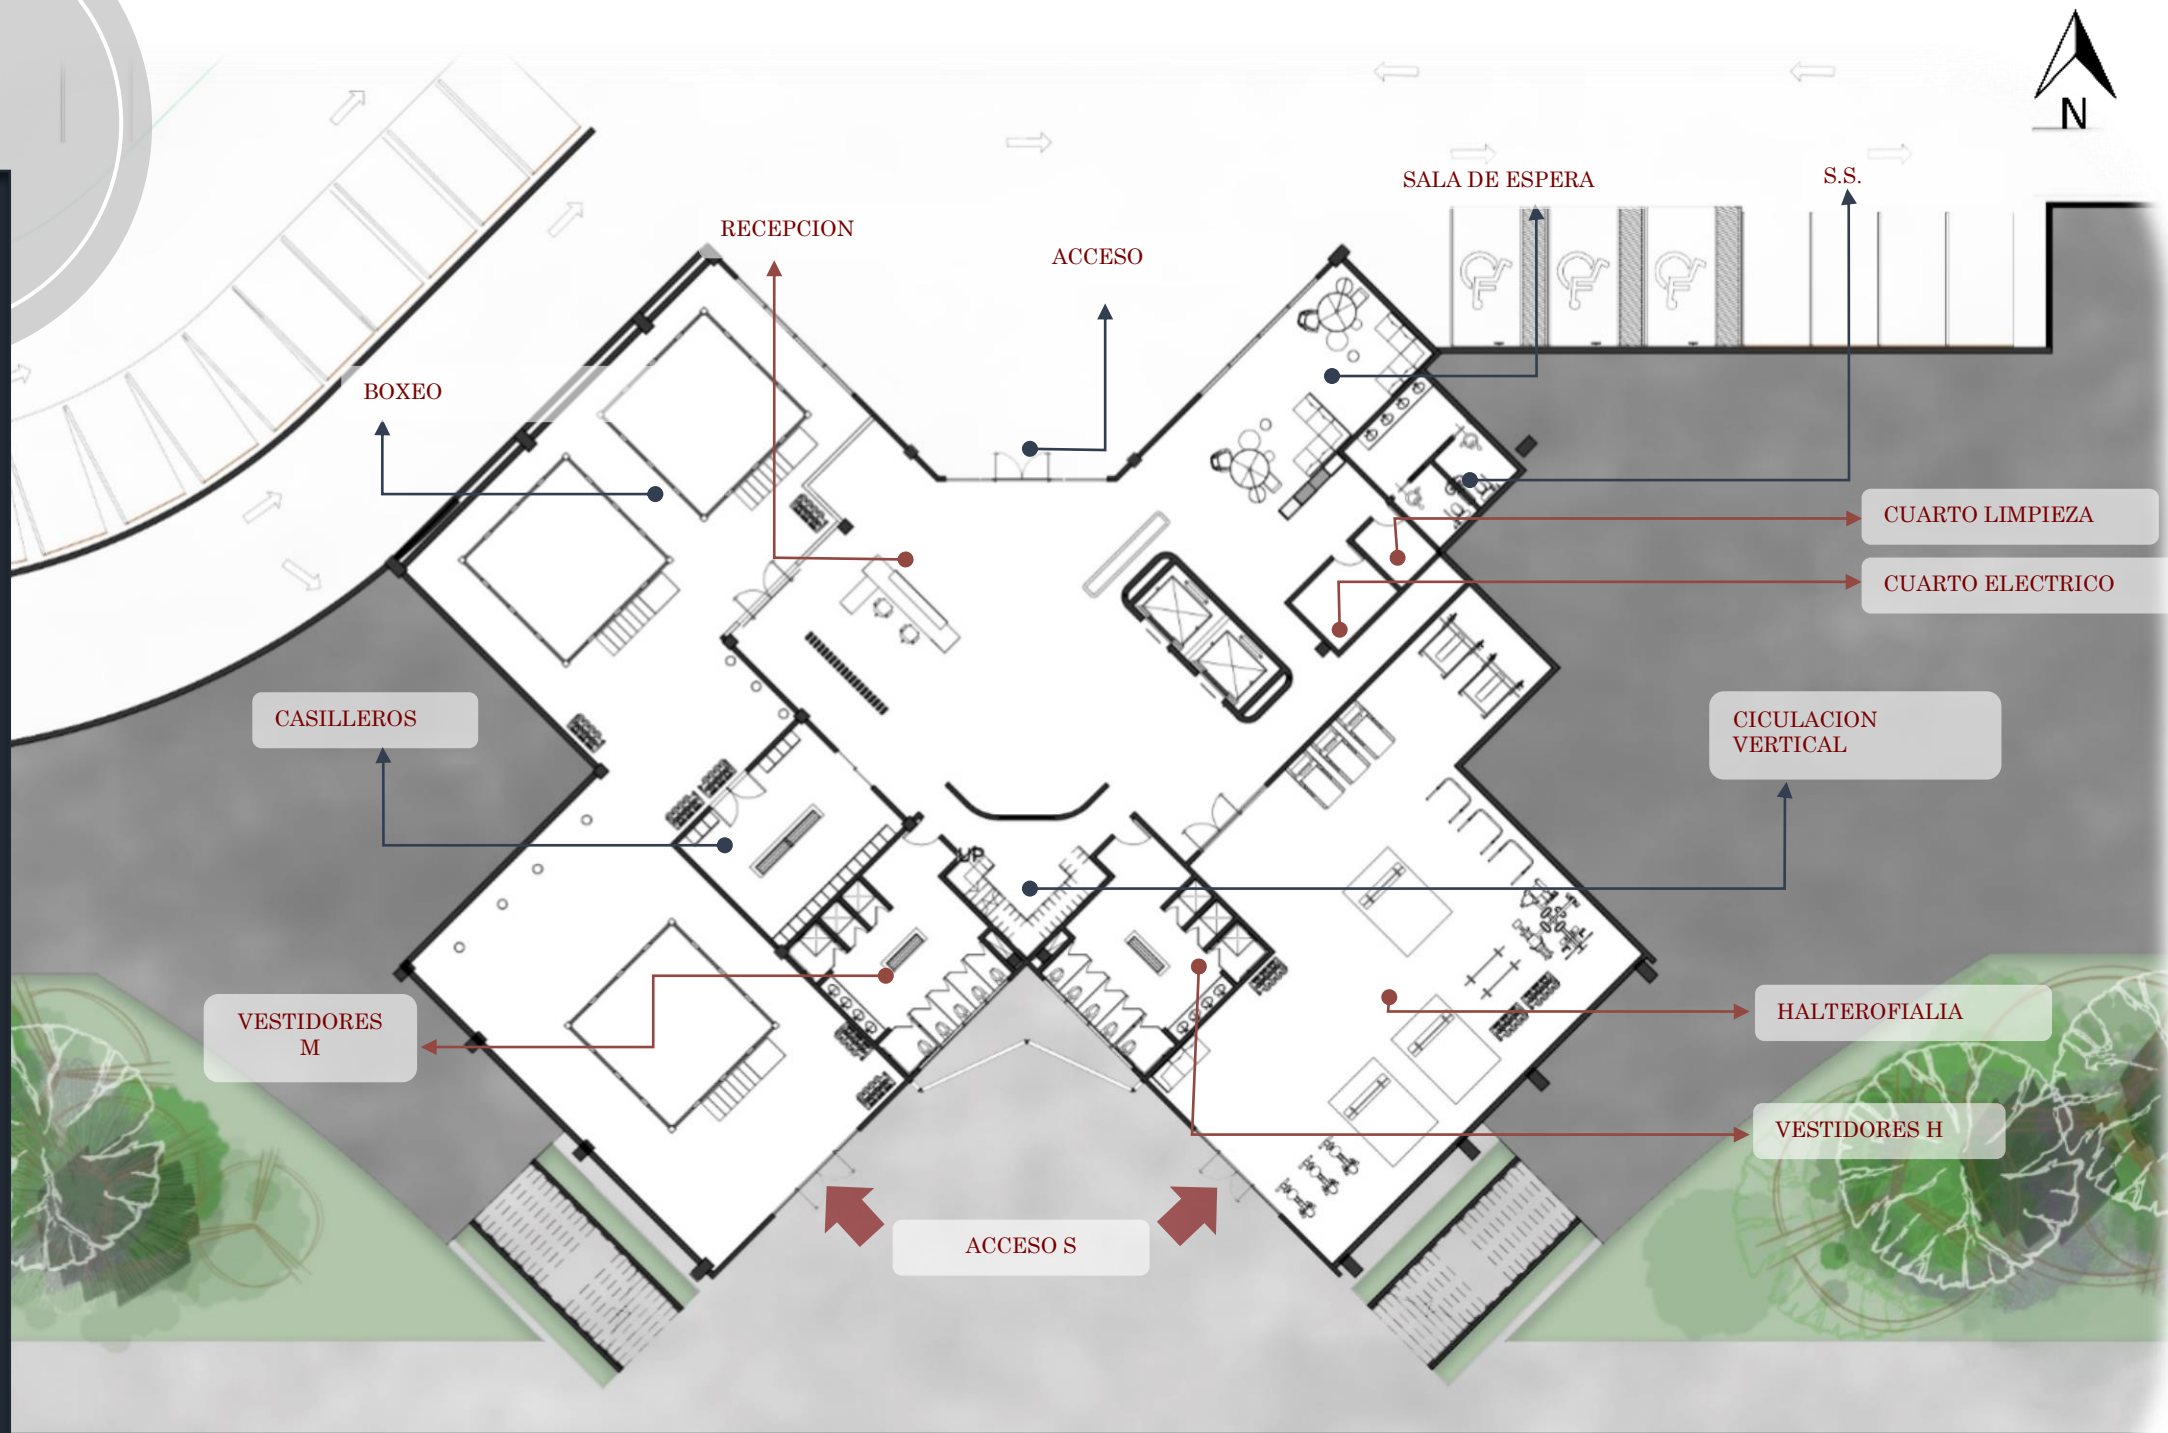 N
SALA DE ESPERA
S.S.
RECEPCION
ACCESO
BOXEO
CUARTO LIMPIEZA
CUARTO ELECTRICO
CASILLEROS
CICULACION
VERTICAL
UP
VESTIDORES
M
HALTEROFIALIA
VESTIDORES H
ACCESO S